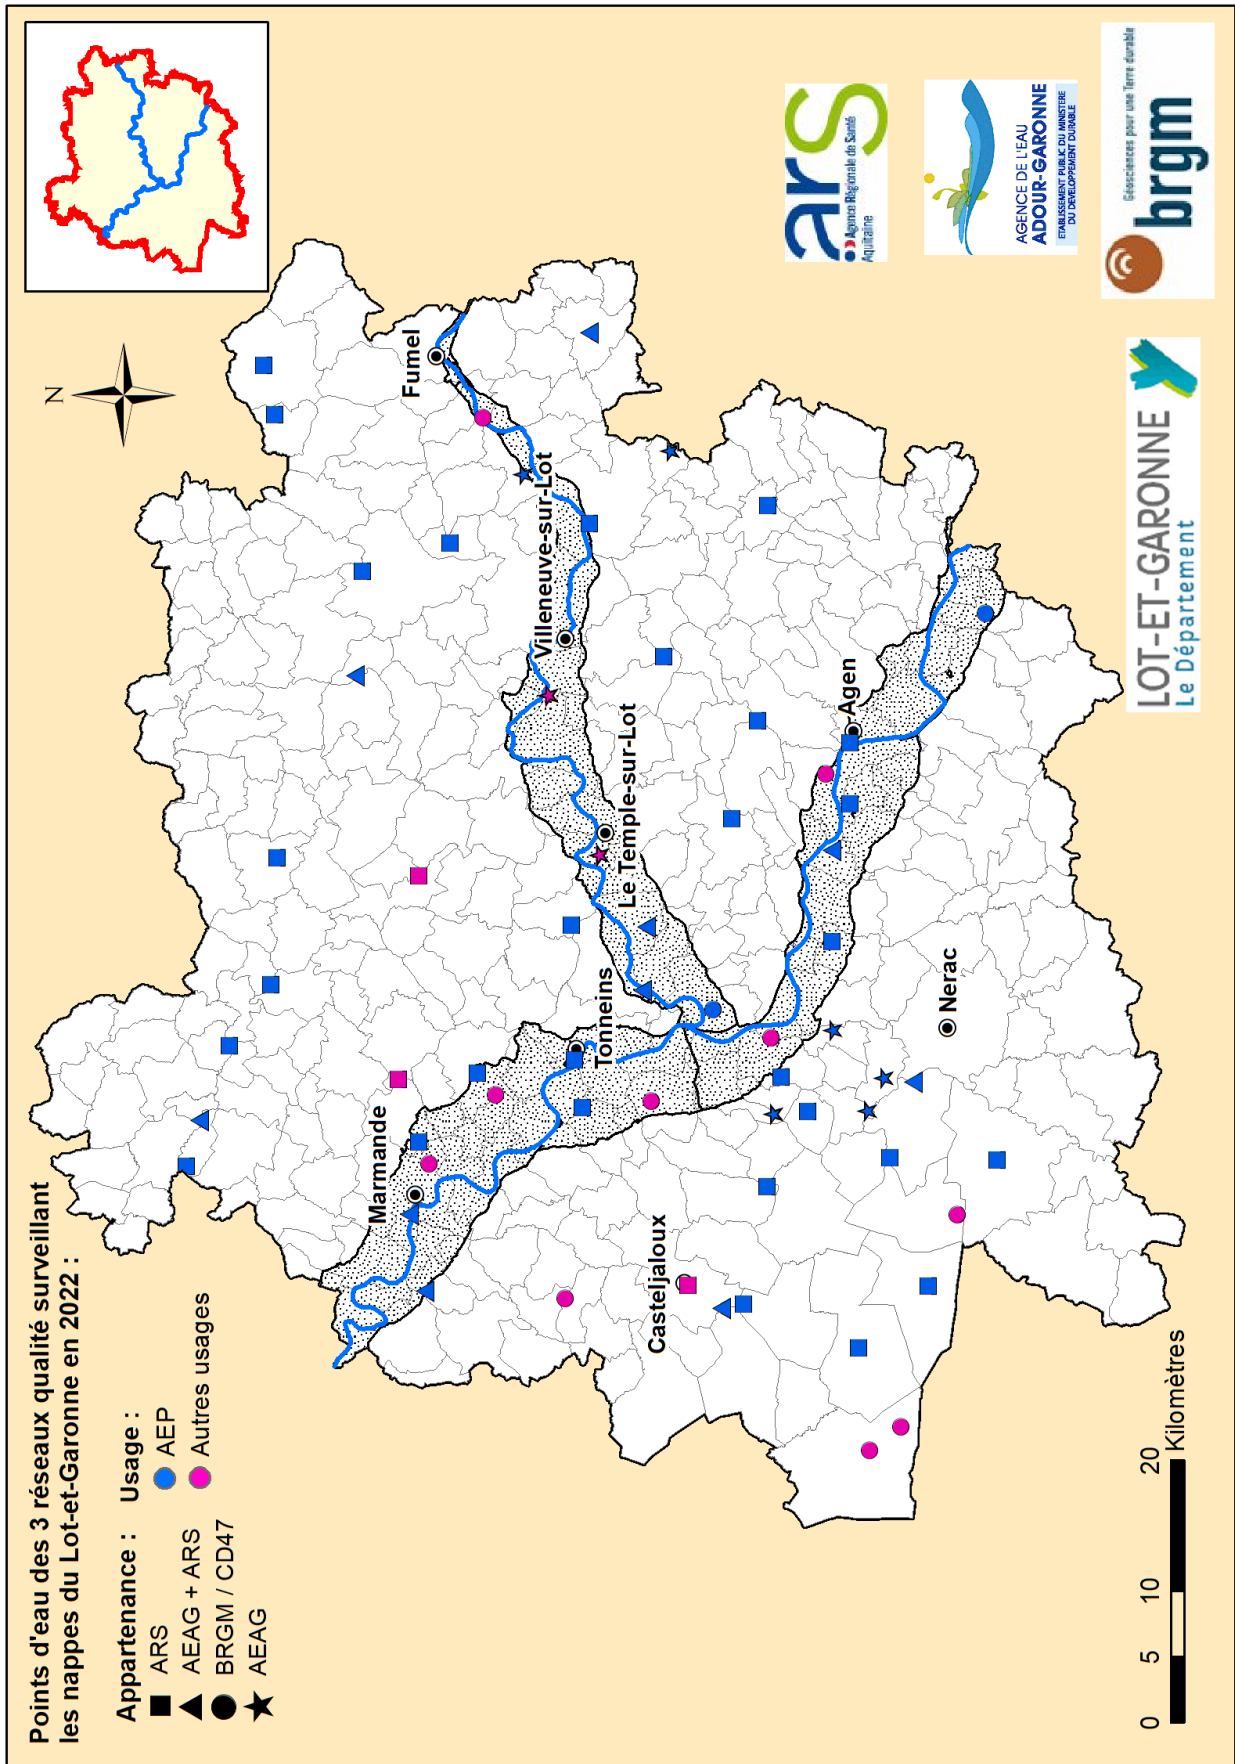 Points d'eau des 3 réseaux qualité surveillant
les nappes du Lot-et-Garonne en 2022 :
Appartenance :
ARS
AEAG + ARS
BRGM / CD47
AEAG
Usage :
AEP
Autres usages
N
Fumel
Villeneuve-sur-Lot
Le Temple-sur-Lot
Tonneins
Marmande
Agen
Nerac
Casteljaloux
0 5 10 20
Kilomètres
ars
Agence Régionale de Santé
Aquitaine
AGENCE DE L'EAU
ADOUR-GARONNE
ETABLISSEMENT PUBLIC DU MINISTERE
DU DEVELOPPEMENT DURABLE
Géosciences pour une Terre durable
brgm
LOT-ET-GARONNE
Le Département